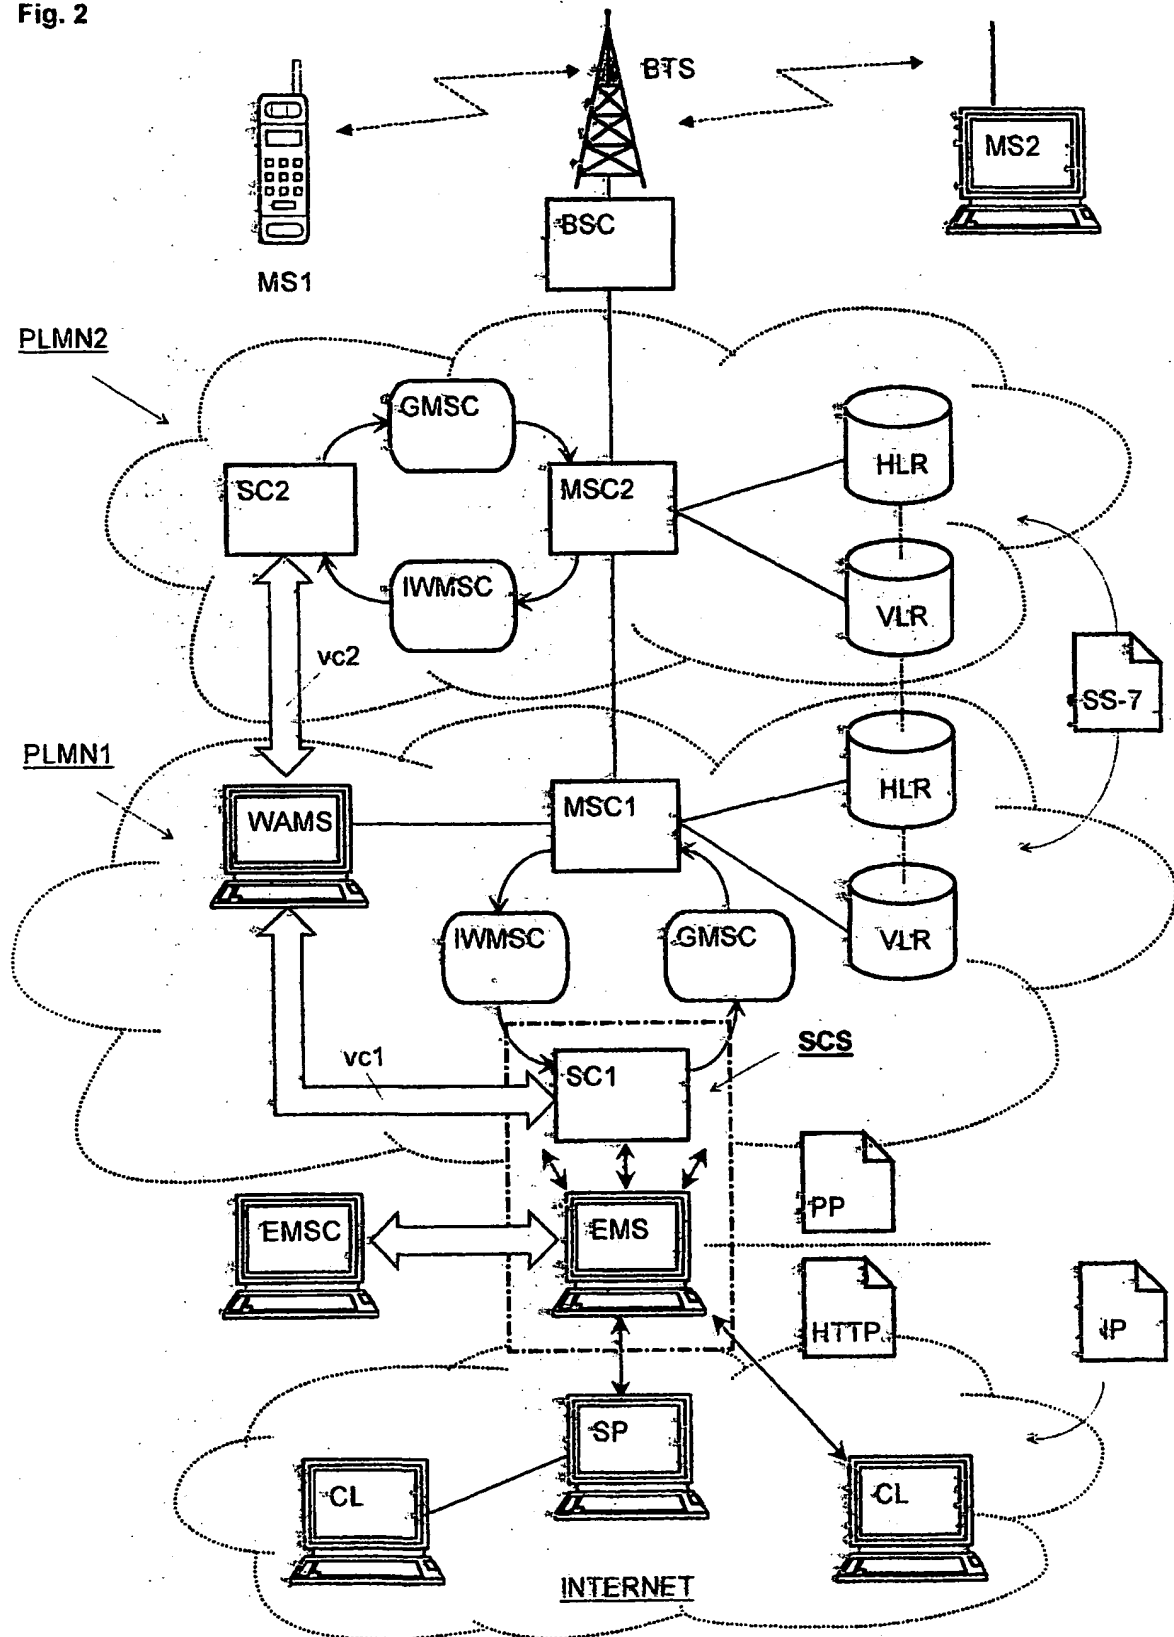 Fig. 2
BTS
MS2
BSC
MS1
PLMN2
GMSC
HLR
SC2
MSC2
IWMSC
VLR
vc2
SS-7
PLMN1
HLR
MSC1
WAMS
IWMSC
GMSC
VLR
SCS
vc1
SC1
PP
EMSC
EMS
HTTP
IP
SP
CL
CL
INTERNET